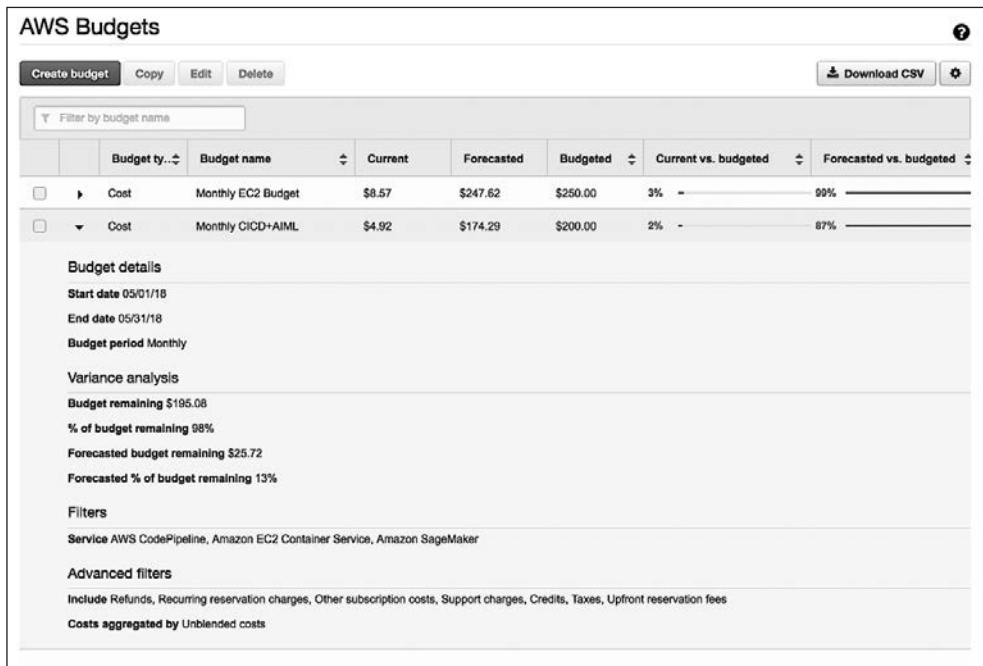 AWS Budgets
?
Create budget Copy Edit Delete Download CSV
Filter by budget name
Budget ty... Budget name Current Forecasted Budgeted Current vs. budgeted Forecasted vs. budgeted
Cost Monthly EC2 Budget $8.57 $247.62 $250.00 3% 99%
Cost Monthly CICD+AIML $4.92 $174.29 $200.00 2% 87%
Budget details
Start date 05/01/18
End date 05/31/18
Budget period Monthly
Variance analysis
Budget remaining $195.08
% of budget remaining 98%
Forecasted budget remaining $25.72
Forecasted % of budget remaining 13%
Filters
Service AWS CodePipeline, Amazon EC2 Container Service, Amazon SageMaker
Advanced filters
Include Refunds, Recurring reservation charges, Other subscription costs, Support charges, Credits, Taxes, Upfront reservation fees
Costs aggregated by Unblended costs